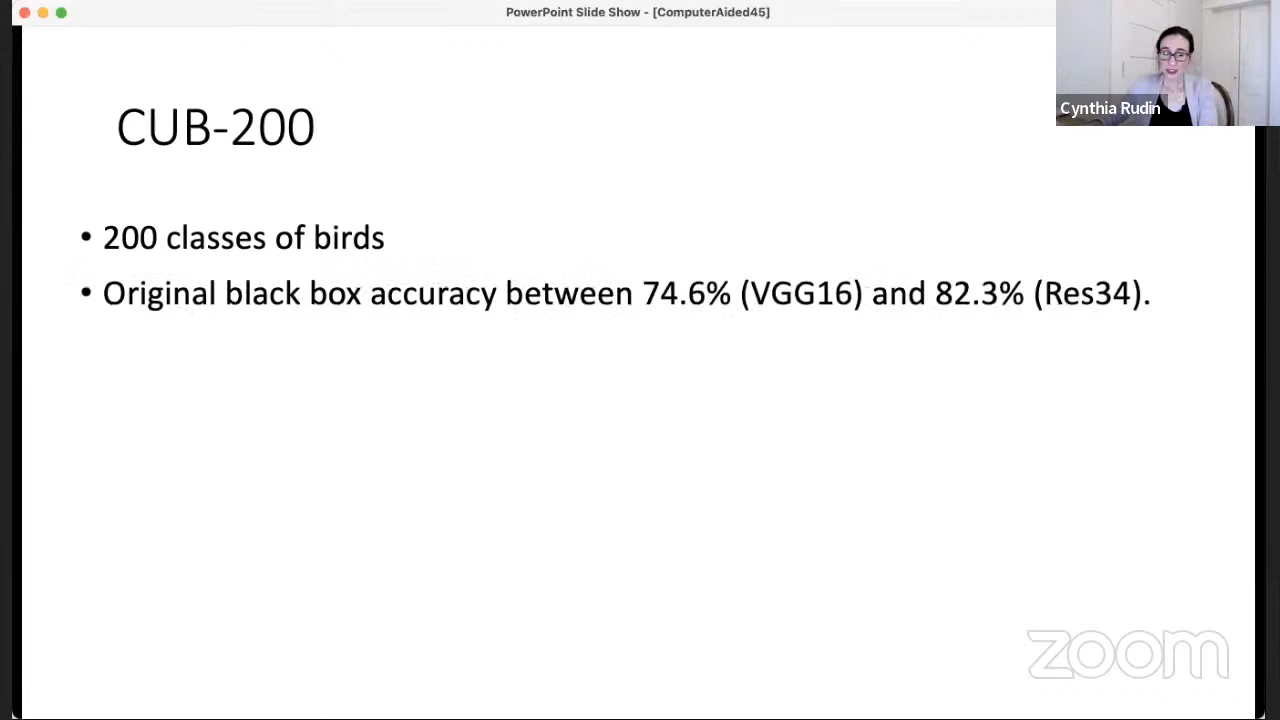 PowerPoint Slide Show - [ComputerAided45]
Cynthia Rudin
CUB-200
• 200 classes of birds
• Original black box accuracy between 74.6% (VGG16) and 82.3% (Res34).
zoom